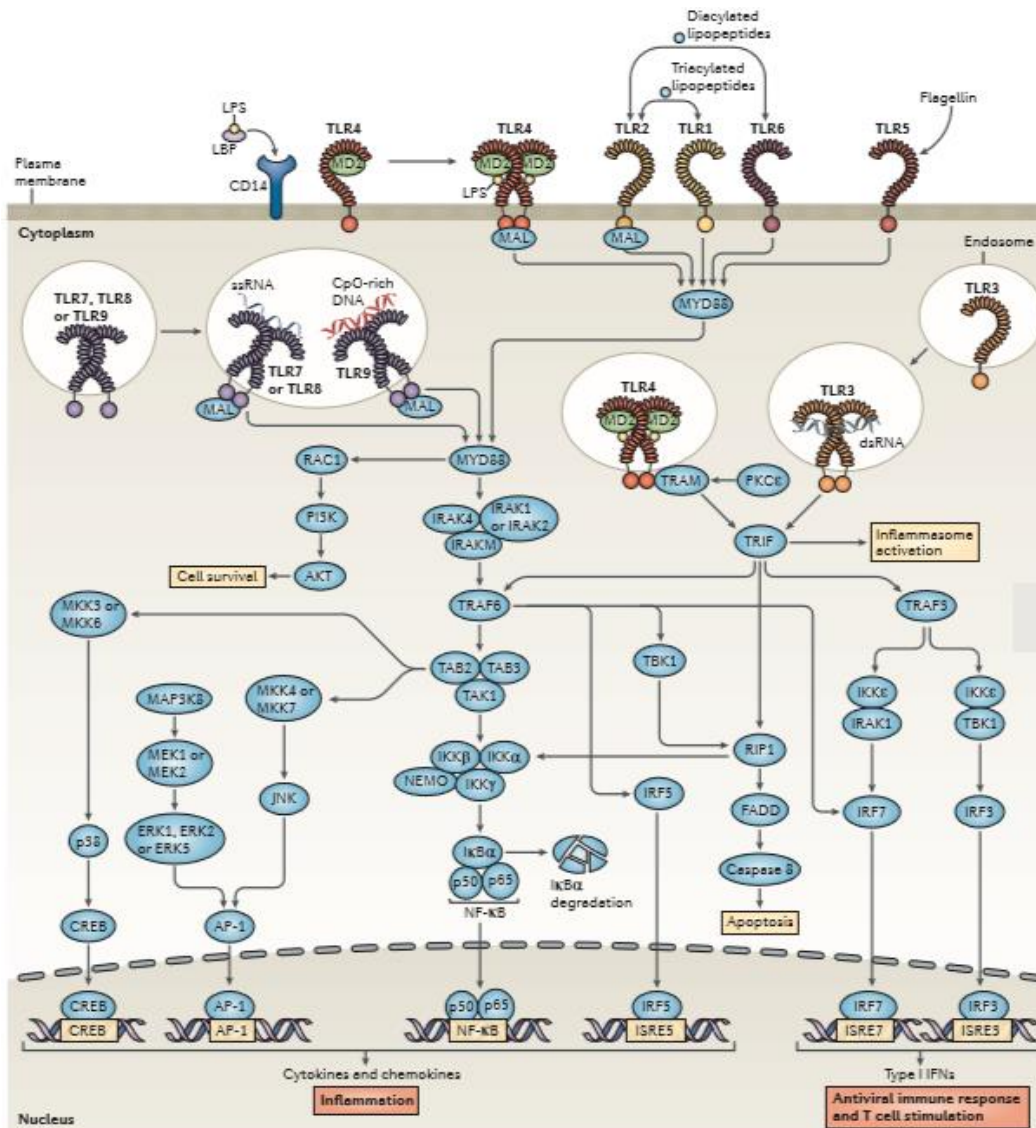 Diacylated
lipopeptides
Triacylated
lipopeptides
LPS
LBP
CD14
TLR4
MD2
TLR4
MD2
MD2
LPS
TLR2
TLR1
TLR6
TLR5
Flagellin
Plasma
membrane
Cytoplasm
MAL
MAL
Endosome
TLR7, TLR8
or TLR9
ssRNA
CpO-rich
DNA
TLR7
or TLR8
TLR9
MAL
MAL
MYD88
TLR3
TLR4
MD2
MD2
TLR3
dsRNA
RAC1
MYD88
TRAM
PKCε
PI3K
IRAK4
IRAK1
or IRAK2
IRAKM
TRIF
Inflammasome
activation
Cell survival
AKT
MKK3 or
MKK6
TRAF6
TRAF3
TAB2
TAB3
TAK1
TBK1
MAP3K8
MKK4 or
MKK7
IKKε
IRAK1
IKKε
TBK1
MEK1 or
MEK2
IKKβ
IKKα
NEMO
IKKγ
RIP1
JNK
IRF5
FADD
IRF7
IRF3
p38
ERK1, ERK2
or ERK5
IκBα
p50
p65
NF-κB
IκBα
degradation
Caspase 8
Apoptosis
CREB
AP-1
CREB
CREB
AP-1
AP-1
p50
p65
NF-κB
IRF5
ISRE5
IRF7
ISRE7
IRF3
ISRE3
Cytokines and chemokines
Inflammation
Type I IFNs
Antiviral immune response
and T cell stimulation
Nucleus